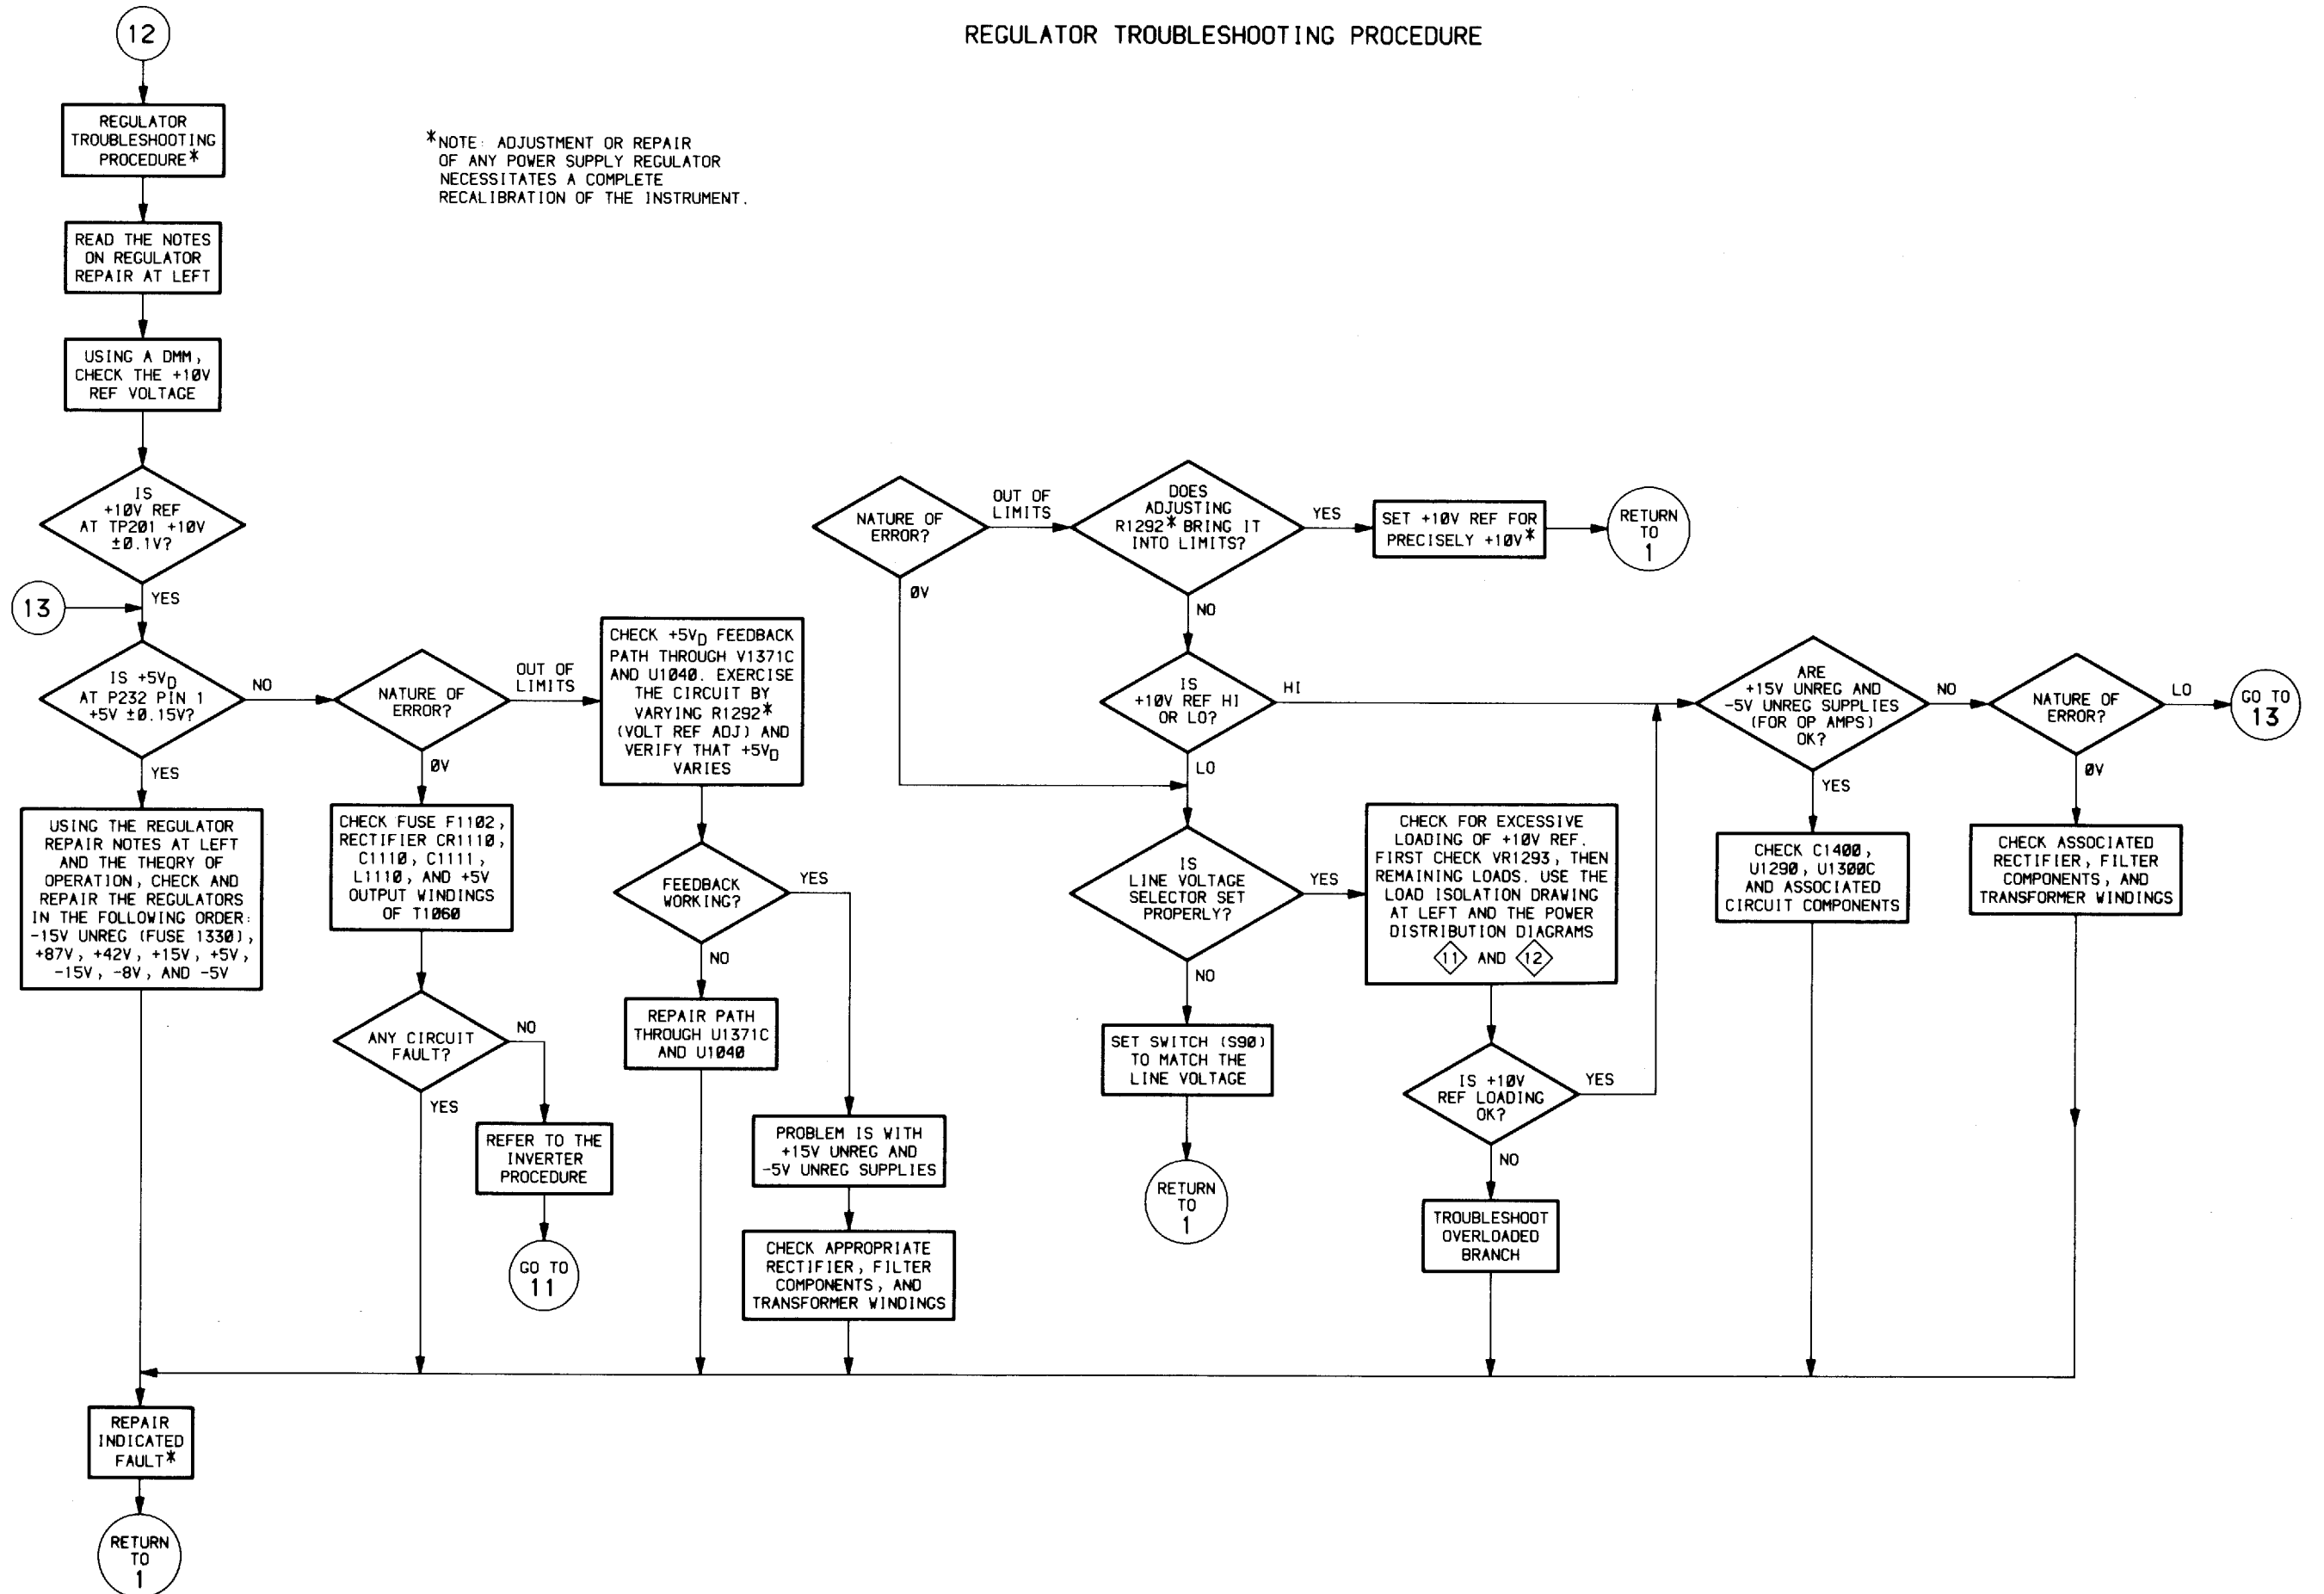 REGULATOR TROUBLESHOOTING PROCEDURE
12
REGULATOR
TROUBLESHOOTING
PROCEDURE*
*NOTE: ADJUSTMENT OR REPAIR
OF ANY POWER SUPPLY REGULATOR
NECESSITATES A COMPLETE
RECALIBRATION OF THE INSTRUMENT.
READ THE NOTES
ON REGULATOR
REPAIR AT LEFT
USING A DMM,
CHECK THE +10V
REF VOLTAGE
IS
+10V REF
AT TP201 +10V
±0.1V?
YES
13
IS +5VD
AT P232 PIN 1
+5V ±0.15V?
NO
YES
USING THE REGULATOR
REPAIR NOTES AT LEFT
AND THE THEORY OF
OPERATION, CHECK AND
REPAIR THE REGULATORS
IN THE FOLLOWING ORDER:
-15V UNREG (FUSE 1330),
+87V, +42V, +15V, +5V,
-15V, -8V, AND -5V
NATURE OF
ERROR?
OUT OF
LIMITS
0V
CHECK FUSE F1102,
RECTIFIER CR1110,
C1110, C1111,
L1110, AND +5V
OUTPUT WINDINGS
OF T1060
ANY CIRCUIT
FAULT?
NO
YES
REFER TO THE
INVERTER
PROCEDURE
GO TO
11
CHECK +5VD FEEDBACK
PATH THROUGH V1371C
AND U1040. EXERCISE
THE CIRCUIT BY
VARYING R1292*
(VOLT REF ADJ) AND
VERIFY THAT +5VD
VARIES
FEEDBACK
WORKING?
YES
NO
REPAIR PATH
THROUGH U1371C
AND U1040
PROBLEM IS WITH
+15V UNREG AND
-5V UNREG SUPPLIES
CHECK APPROPRIATE
RECTIFIER, FILTER
COMPONENTS, AND
TRANSFORMER WINDINGS
NATURE OF
ERROR?
OUT OF
LIMITS
0V
DOES
ADJUSTING
R1292* BRING IT
INTO LIMITS?
YES
NO
SET +10V REF FOR
PRECISELY +10V*
RETURN
TO
1
IS
+10V REF HI
OR LO?
HI
LO
IS
LINE VOLTAGE
SELECTOR SET
PROPERLY?
YES
NO
SET SWITCH (S90)
TO MATCH THE
LINE VOLTAGE
RETURN
TO
1
CHECK FOR EXCESSIVE
LOADING OF +10V REF.
FIRST CHECK VR1293, THEN
REMAINING LOADS. USE THE
LOAD ISOLATION DRAWING
AT LEFT AND THE POWER
DISTRIBUTION DIAGRAMS
11 AND 12
IS +10V
REF LOADING
OK?
YES
NO
TROUBLESHOOT
OVERLOADED
BRANCH
ARE
+15V UNREG AND
-5V UNREG SUPPLIES
(FOR OP AMPS)
OK?
NO
YES
CHECK C1400,
U1290, U1300C
AND ASSOCIATED
CIRCUIT COMPONENTS
NATURE OF
ERROR?
LO
0V
GO TO
13
CHECK ASSOCIATED
RECTIFIER, FILTER
COMPONENTS, AND
TRANSFORMER WINDINGS
REPAIR
INDICATED
FAULT*
RETURN
TO
1